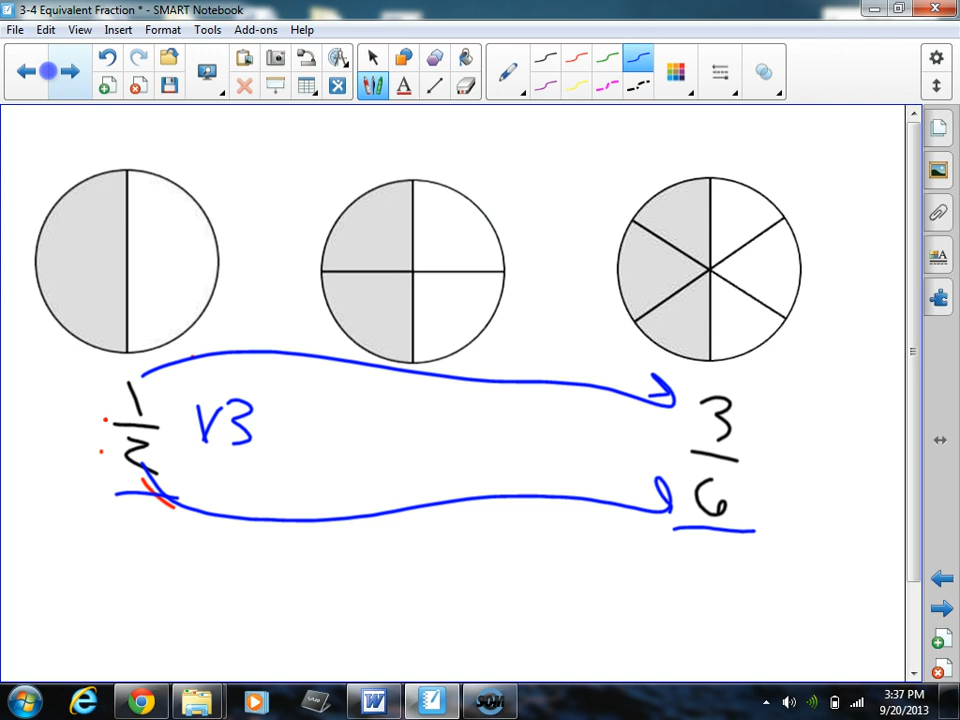 3-4 Equivalent Fraction * - SMART Notebook
File Edit View Insert Format Tools Add-ons Help
1
2
3
3
6
3:37 PM
9/20/2013